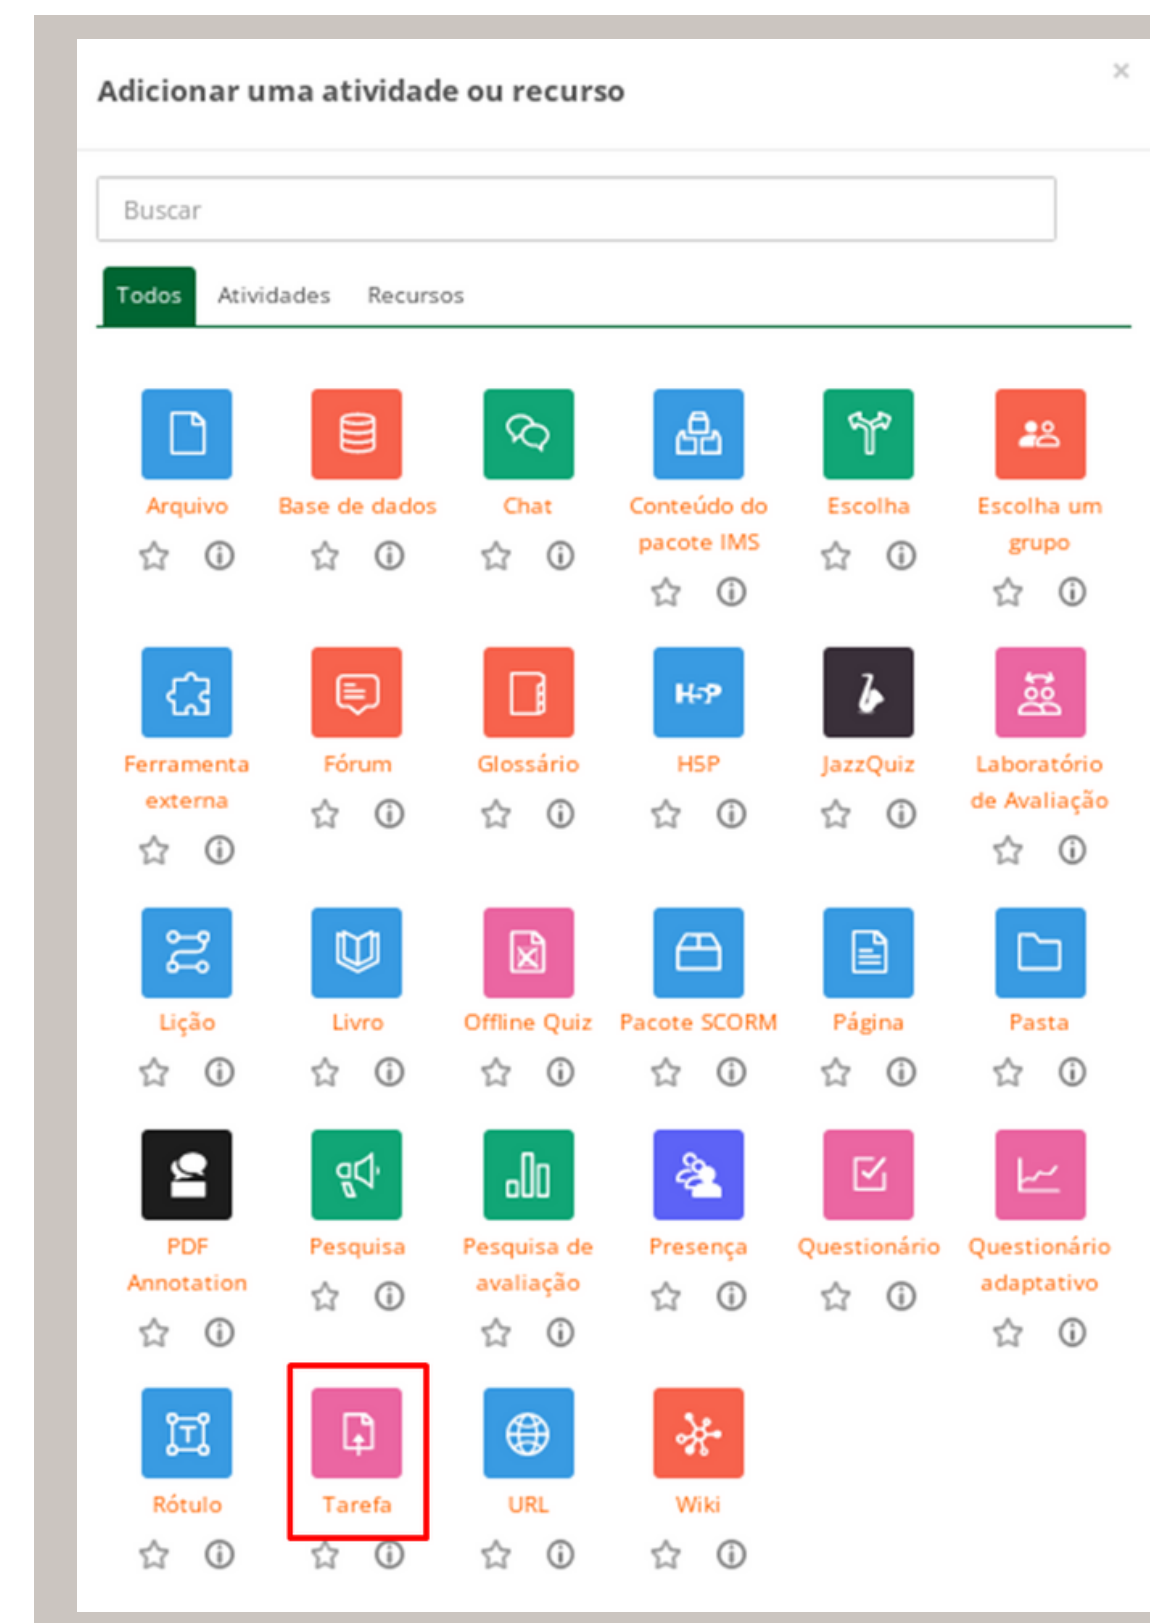 Adicionar uma atividade ou recurso
×
Buscar
Todos Atividades Recursos
Arquivo Base de dados Chat Conteúdo do pacote IMS Escolha Escolha um grupo
Ferramenta externa Fórum Glossário H5P JazzQuiz Laboratório de Avaliação
H5P
Lição Livro Offline Quiz Pacote SCORM Página Pasta
PDF Annotation Pesquisa Pesquisa de avaliação Presença Questionário Questionário adaptativo
T
Rótulo Tarefa URL Wiki